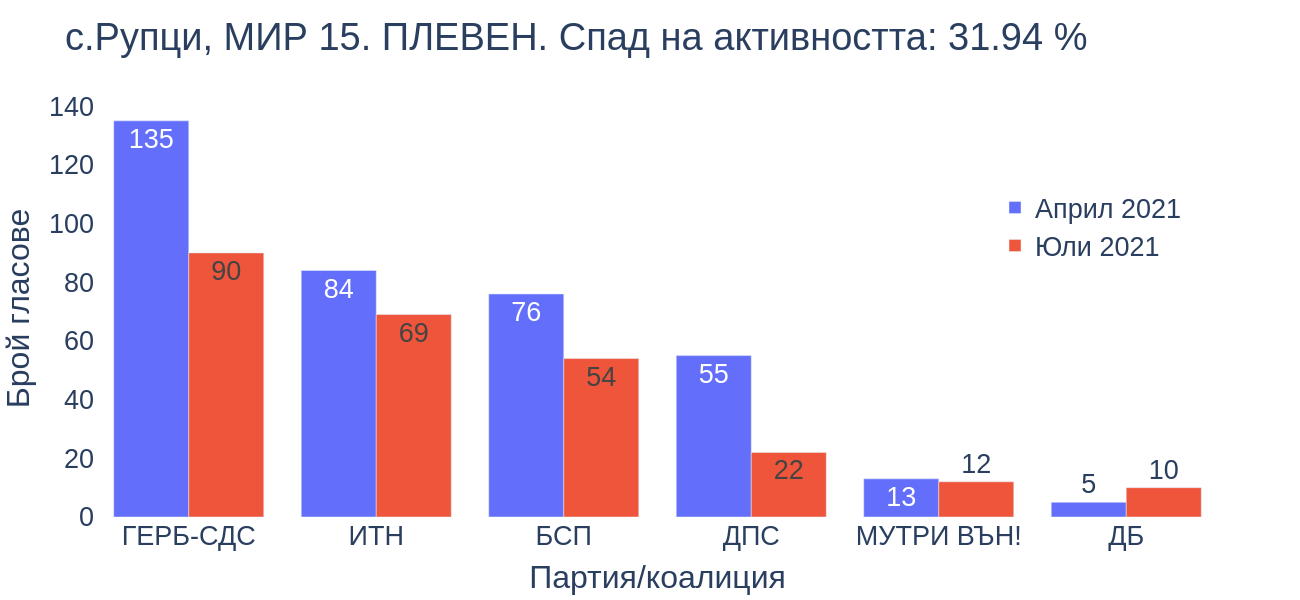 с.Рупци, МИР 15. ПЛЕВЕН. Спад на активността: 31.94 %
Брой гласове
140
120
100
80
60
40
20
0
135
90
84
69
76
54
55
22
13
12
5
10
Април 2021
Юли 2021
ГЕРБ-СДС
ИТН
БСП
ДПС
МУТРИ ВЪН!
ДБ
Партия/коалиция